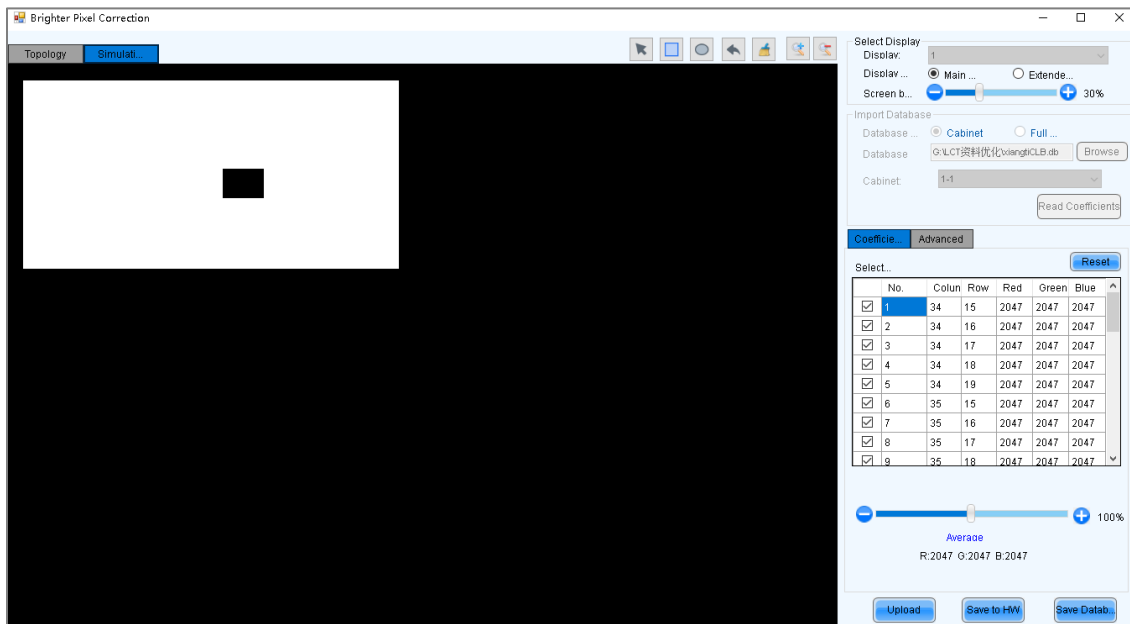 Brighter Pixel Correction
Topology Simulati...
Select Display
Display: 1
Display ... Main ... Extende...
Screen b... 30%
Import Database
Database ... Cabinet Full ...
Database G:\LCT资料优化\xiangtiCLB.db Browse
Cabinet: 1-1
Read Coefficients
Coefficie... Advanced
Select... Reset
No. Colun Row Red Green Blue
1 34 15 2047 2047 2047
2 34 16 2047 2047 2047
3 34 17 2047 2047 2047
4 34 18 2047 2047 2047
5 34 19 2047 2047 2047
6 35 15 2047 2047 2047
7 35 16 2047 2047 2047
8 35 17 2047 2047 2047
9 35 18 2047 2047 2047
100%
Average
R:2047 G:2047 B:2047
Upload Save to HW Save Datab...